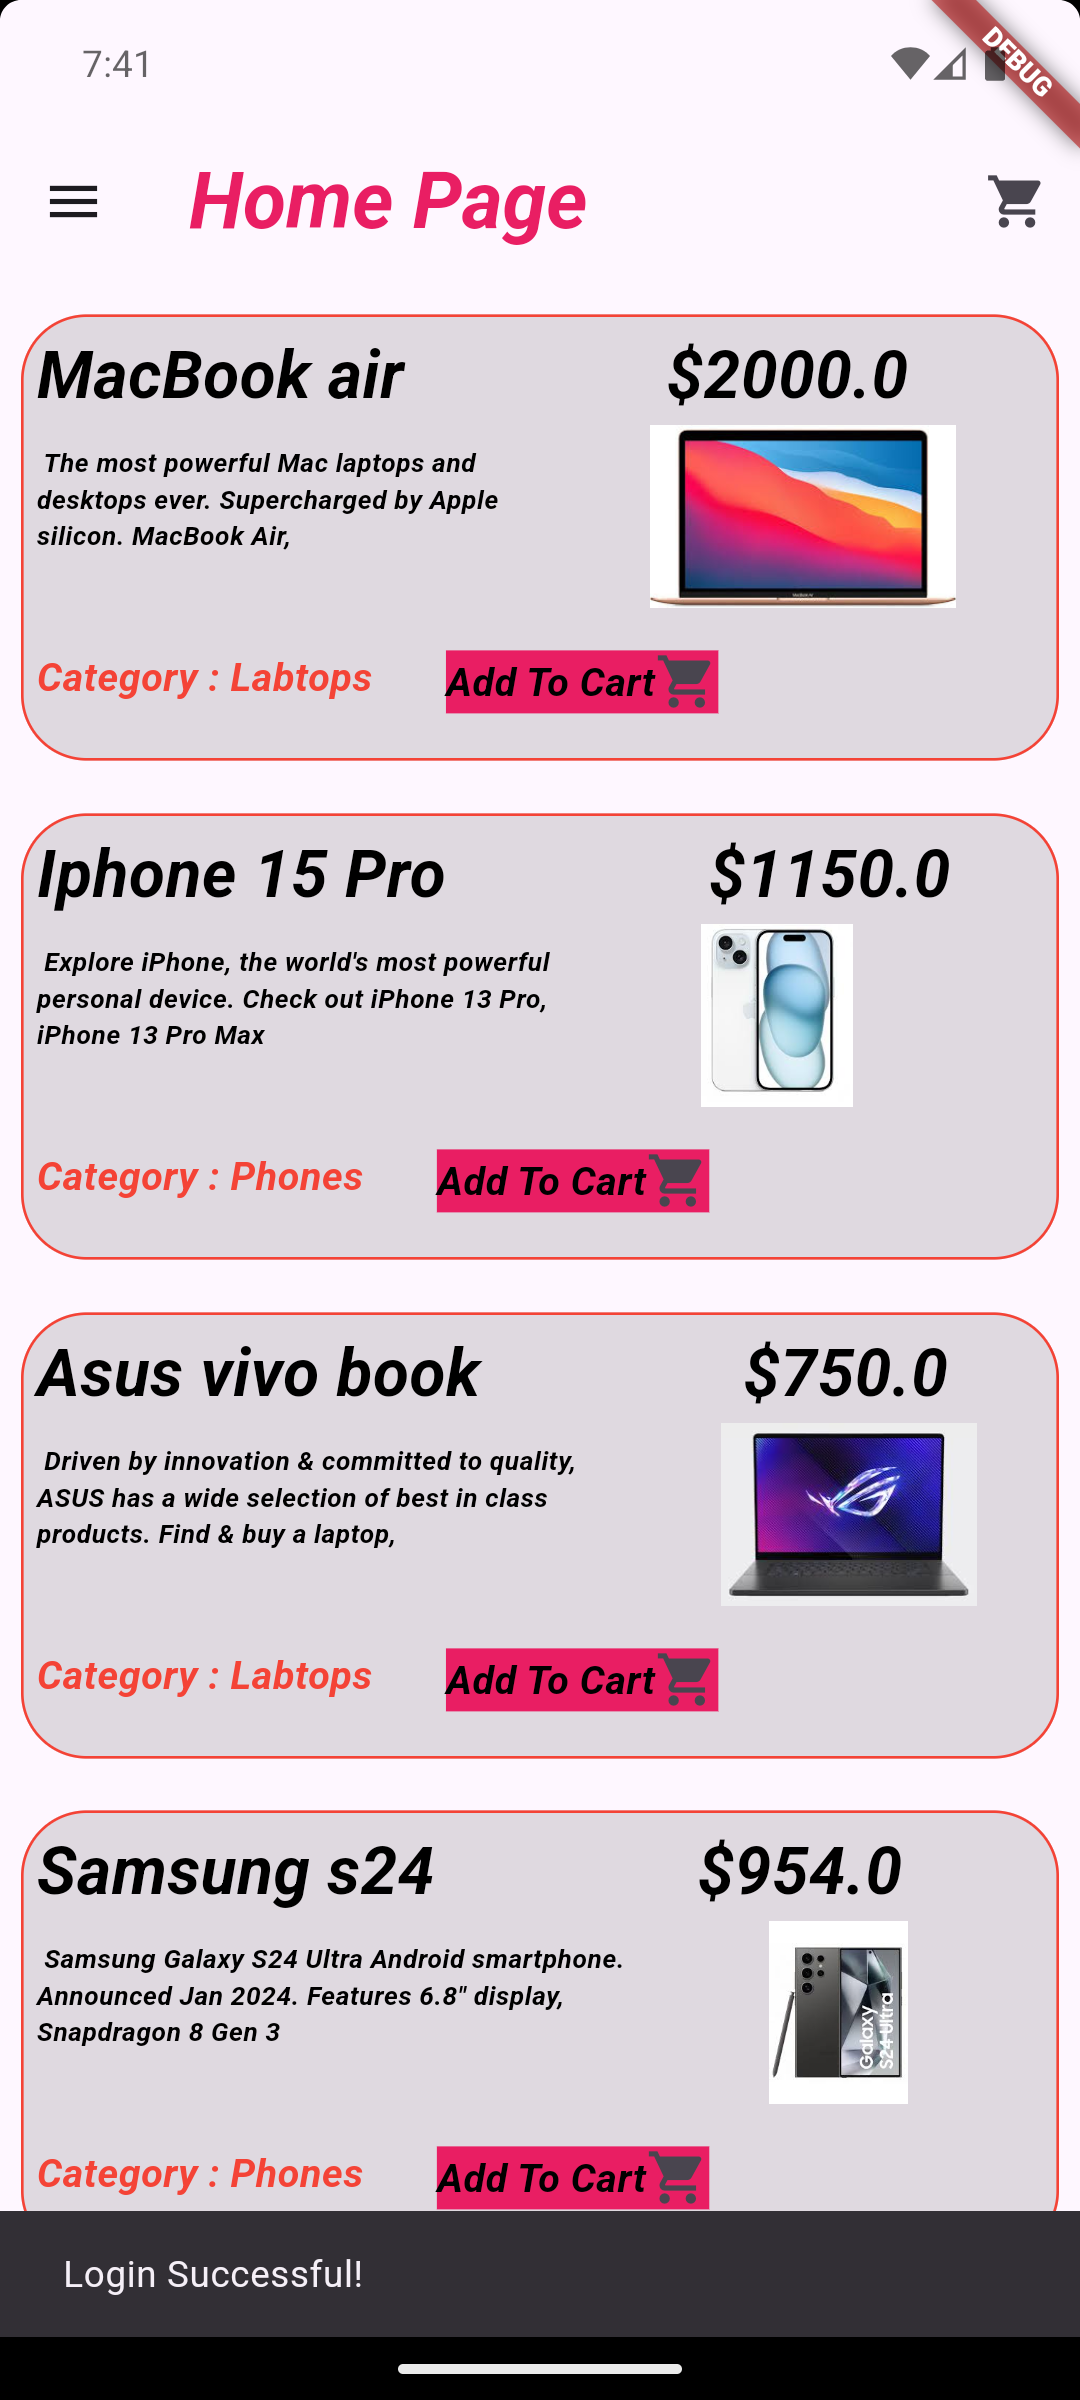 7:41
DEBUG
Home Page
MacBook air
$2000.0
The most powerful Mac laptops and
desktops ever. Supercharged by Apple
silicon. MacBook Air,
Category : Labtops
Add To Cart
Iphone 15 Pro
$1150.0
Explore iPhone, the world's most powerful
personal device. Check out iPhone 13 Pro,
iPhone 13 Pro Max
Category : Phones
Add To Cart
Asus vivo book
$750.0
Driven by innovation & committed to quality,
ASUS has a wide selection of best in class
products. Find & buy a laptop,
Category : Labtops
Add To Cart
Samsung s24
$954.0
Samsung Galaxy S24 Ultra Android smartphone.
Announced Jan 2024. Features 6.8" display,
Snapdragon 8 Gen 3
Galaxy
S24 Ultra
Category : Phones
Add To Cart
Login Successful!